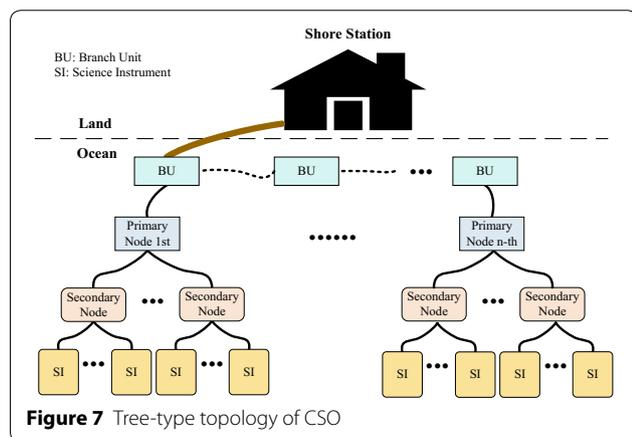 Shore Station
BU: Branch Unit
SI: Science Instrument
Land
Ocean
BU
BU
BU
Primary
Node 1st
Primary
Node n-th
Secondary
Node
Secondary
Node
Secondary
Node
Secondary
Node
SI
SI
SI
SI
SI
SI
SI
SI
Figure 7 Tree-type topology of CSO